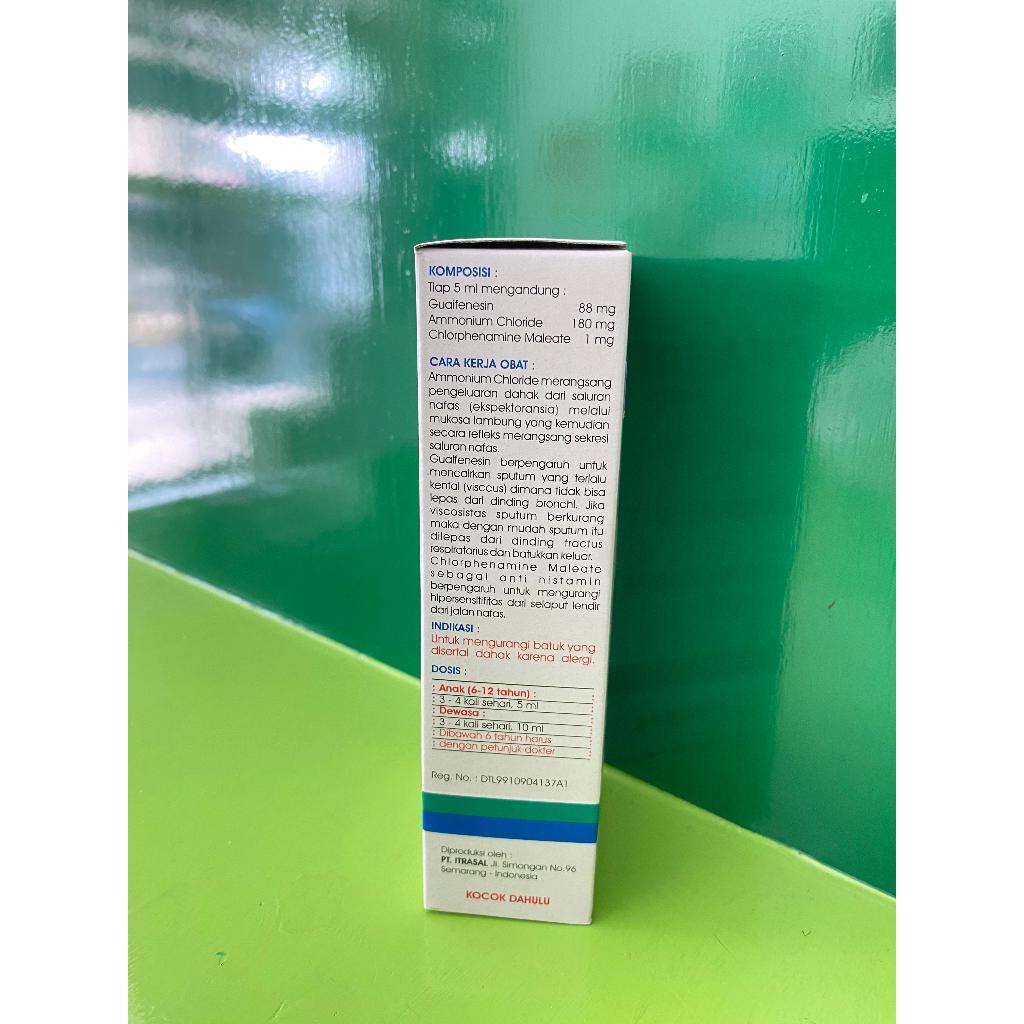 KOMPOSISI :
Tiap 5 ml mengandung :
Guaifenesin 88 mg
Ammonium Chloride 180 mg
Chlorphenamine Maleate 1 mg
CARA KERJA OBAT :
Ammonium Chloride merangsang
pengeluaran dahak dari saluran
nafas (ekspektoransia) melalui
mukosa lambung yang kemudian
secara refleks merangsang sekresi
saluran nafas.
Guaifenesin berpengaruh untuk
mencairkan sputum yang terlalu
kental (visccus) dimana tidak bisa
lepas dari dinding bronchi. Jika
viscosistas sputum berkurang
maka dengan mudah sputum itu
dilepas dari dinding tractus
respiratorius dan batukkan keluar.
Chlorphenamine Maleate
sebagai anti histamin
berpengaruh untuk mengurangi
hipersensitifitas dari selaput lendir
dari jalan nafas.
INDIKASI :
Untuk mengurangi batuk yang
disertai dahak karena alergi.
DOSIS :
Anak (6-12 tahun) :
3 - 4 kali sehari, 5 ml
Dewasa :
3 - 4 kali sehari, 10 ml
Dibawah 6 tahun harus
dengan petunjuk dokter
Reg. No. : DTL9910904137A1
Diproduksi oleh :
PT. ITRASAL Jl. Simongan No.96
Semarang - Indonesia
KOCOK DAHULU